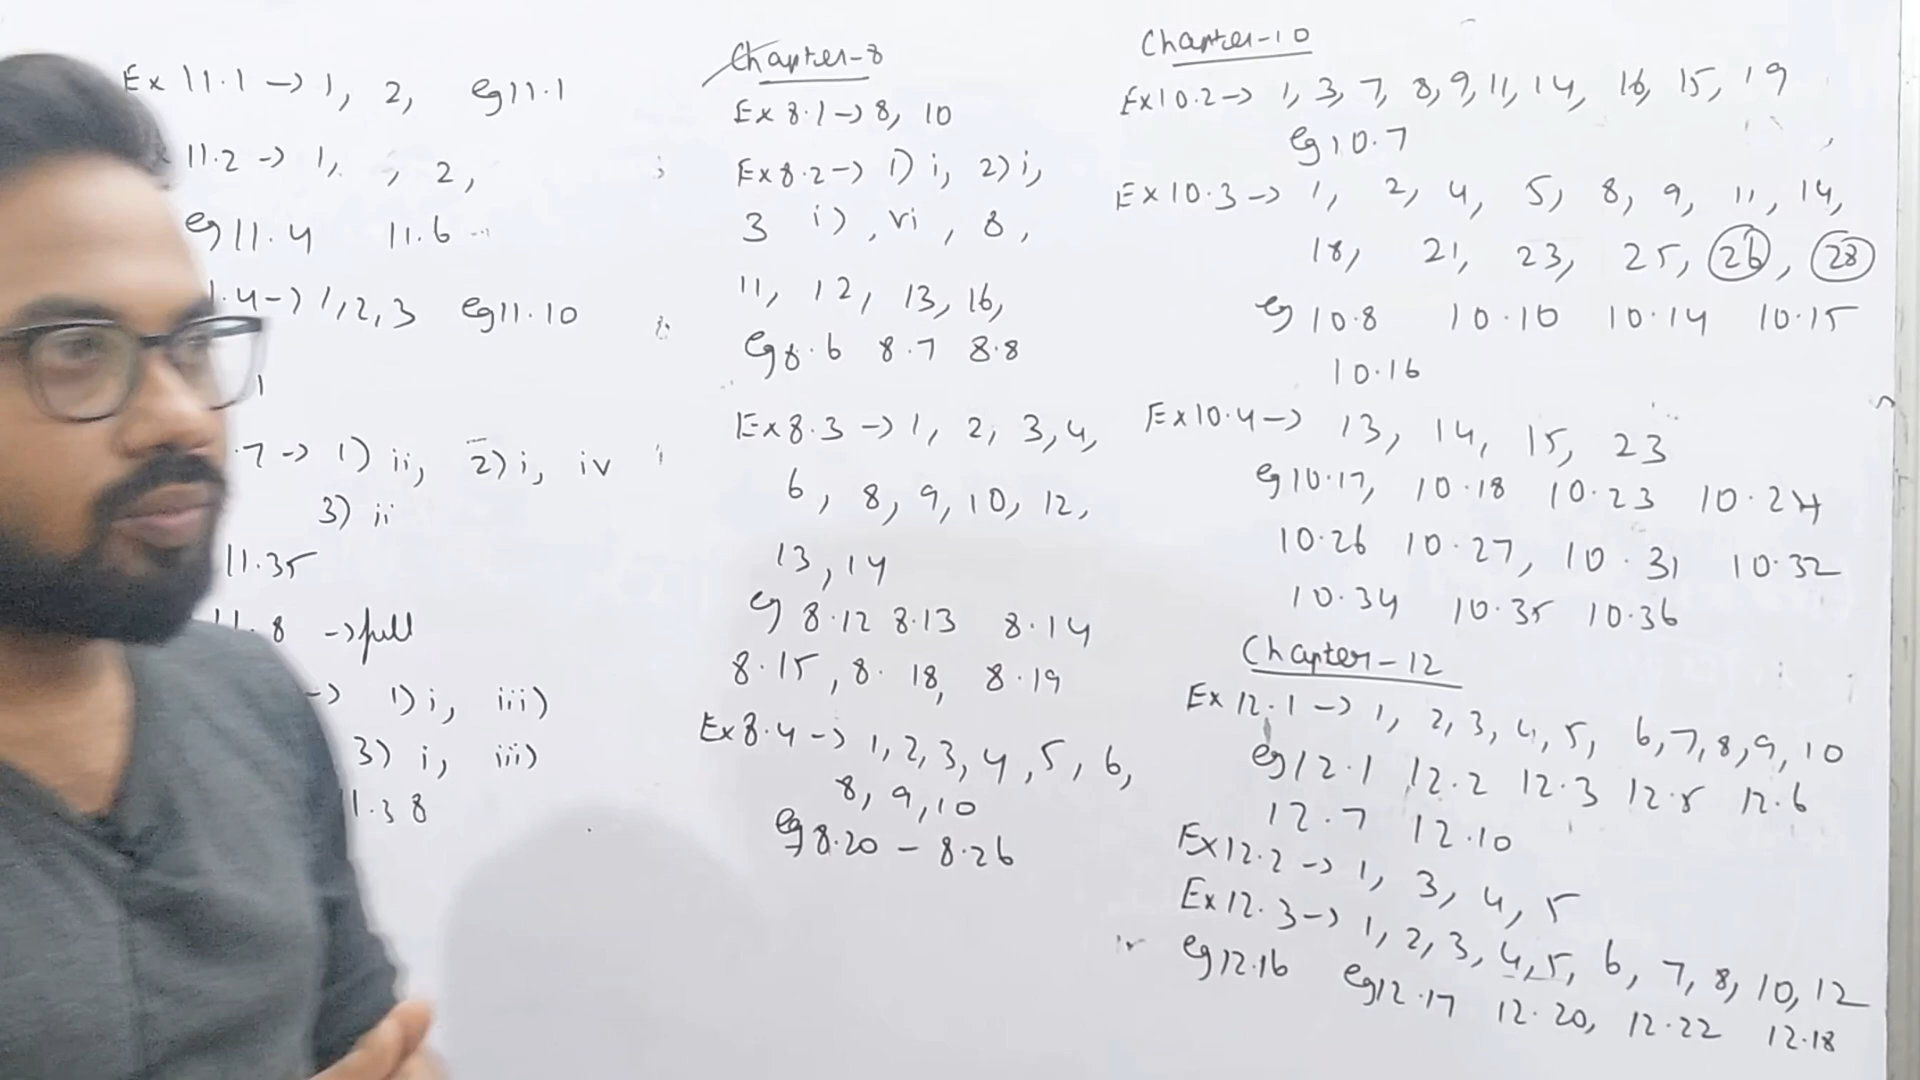 Ex 11.1 -> 1, 2, eg 11.1
11.2 -> 1, , 2,
eg 11.4 11.6
.4 -> 1, 2, 3 eg 11.10
.7 -> 1) ii, 2) i, iv
3) ii
11.35
11.8 -> full
-> 1) i, iii)
3) i, iii)
1.38
Chapter-8
Ex 8.1 -> 8, 10
Ex 8.2 -> 1) i, 2) i,
3 i), vi, 8,
11, 12, 13, 16,
eg 8.6 8.7 8.8
Ex 8.3 -> 1, 2, 3, 4,
6, 8, 9, 10, 12,
13, 14
eg 8.12 8.13 8.14
8.15, 8.18, 8.19
Ex 8.4 -> 1, 2, 3, 4, 5, 6,
8, 9, 10
eg 8.20 - 8.26
Chapter-10
Ex 10.2 -> 1, 3, 7, 8, 9, 11, 14, 16, 15, 19
eg 10.7
Ex 10.3 -> 1, 2, 4, 5, 8, 9, 11, 14,
18, 21, 23, 25, 26, 28
eg 10.8 10.10 10.14 10.15
10.16
Ex 10.4 -> 13, 14, 15, 23
eg 10.17, 10.18 10.23 10.24
10.26 10.27, 10.31 10.32
10.34 10.35 10.36
Chapter-12
Ex 12.1 -> 1, 2, 3, 4, 5, 6, 7, 8, 9, 10
eg 12.1 12.2 12.3 12.5 12.6
12.7 12.10
Ex 12.2 -> 1, 3, 4, 5
Ex 12.3 -> 1, 2, 3, 4, 5, 6, 7, 8, 10, 12
eg 12.16 eg 12.17 12.20, 12.22 12.18